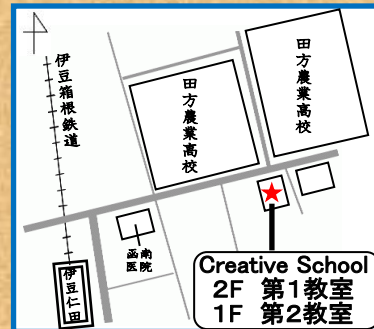 伊豆箱根鉄道
田方農業高校
田方農業高校
南
医院
伊豆仁田
Creative School
2F 第1教室
1F 第2教室